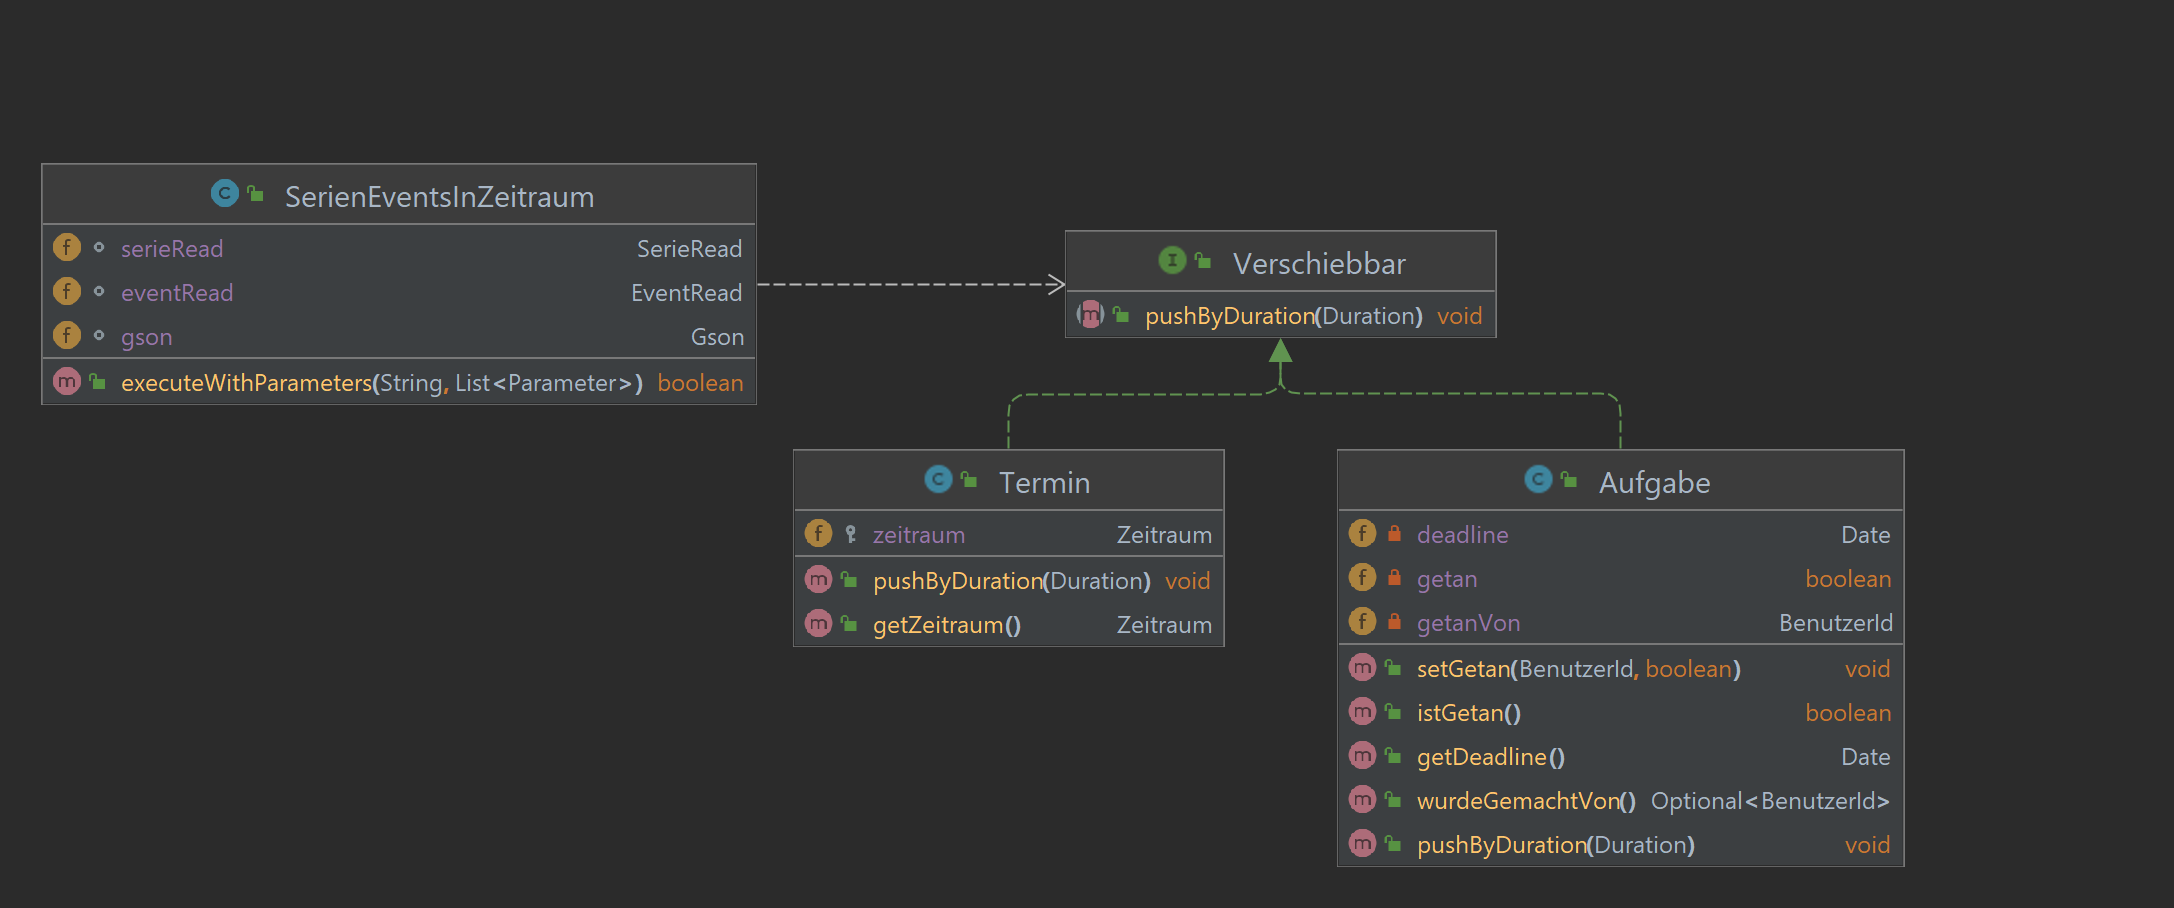 SerienEventsInZeitraum
serieRead SerieRead
eventRead EventRead
gson Gson
executeWithParameters(String, List<Parameter>) boolean
Verschiebbar
pushByDuration(Duration) void
Termin
zeitraum Zeitraum
pushByDuration(Duration) void
getZeitraum() Zeitraum
Aufgabe
deadline Date
getan boolean
getanVon BenutzerId
setGetan(BenutzerId, boolean) void
istGetan() boolean
getDeadline() Date
wurdeGemachtVon() Optional<BenutzerId>
pushByDuration(Duration) void